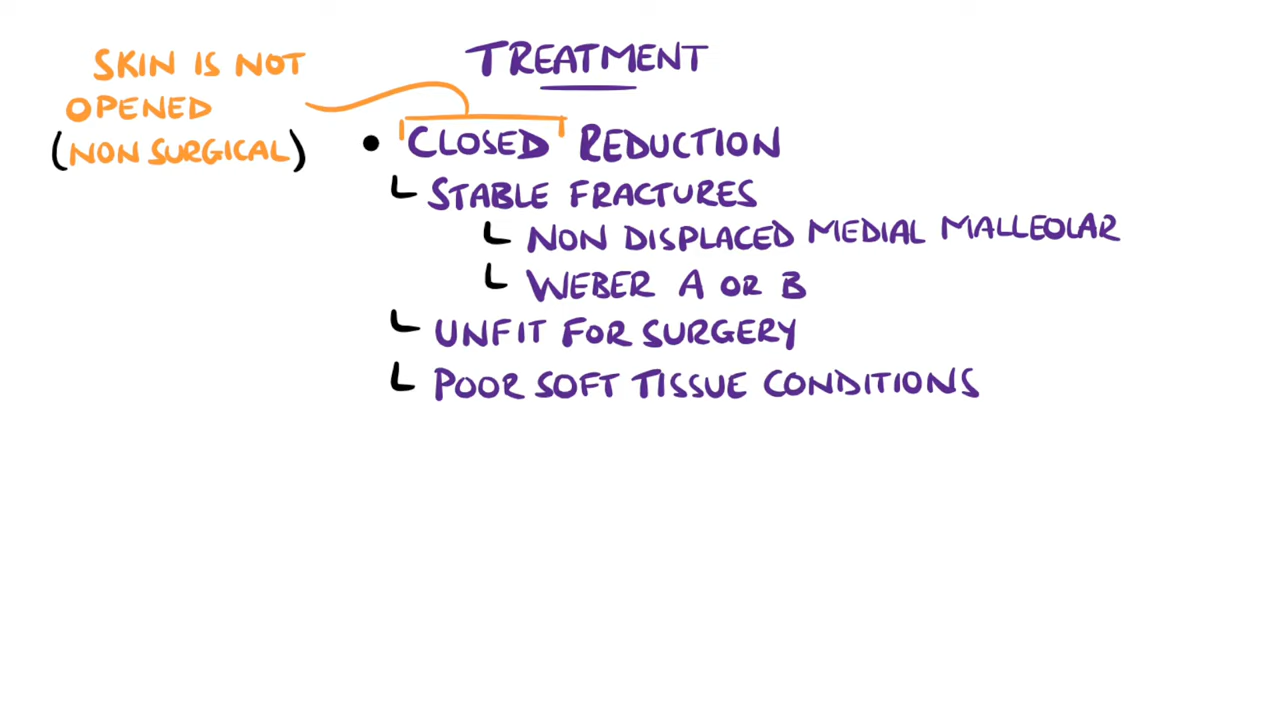 TREATMENT
SKIN IS NOT
OPENED
(NON SURGICAL)
• CLOSED REDUCTION
STABLE FRACTURES
NON DISPLACED MEDIAL MALLEOLAR
WEBER A OR B
UNFIT FOR SURGERY
POOR SOFT TISSUE CONDITIONS